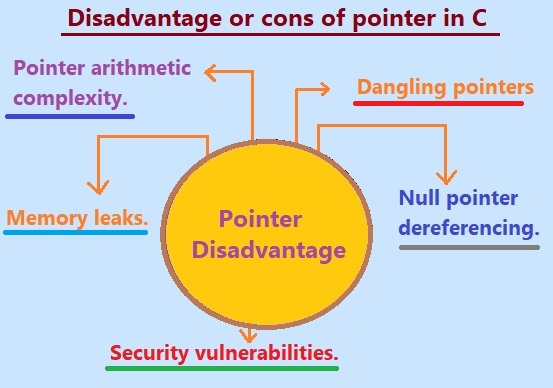 Disadvantage or cons of pointer in C
Pointer arithmetic
complexity.
Dangling pointers
Memory leaks.
Pointer
Disadvantage
Null pointer
dereferencing.
Security vulnerabilities.